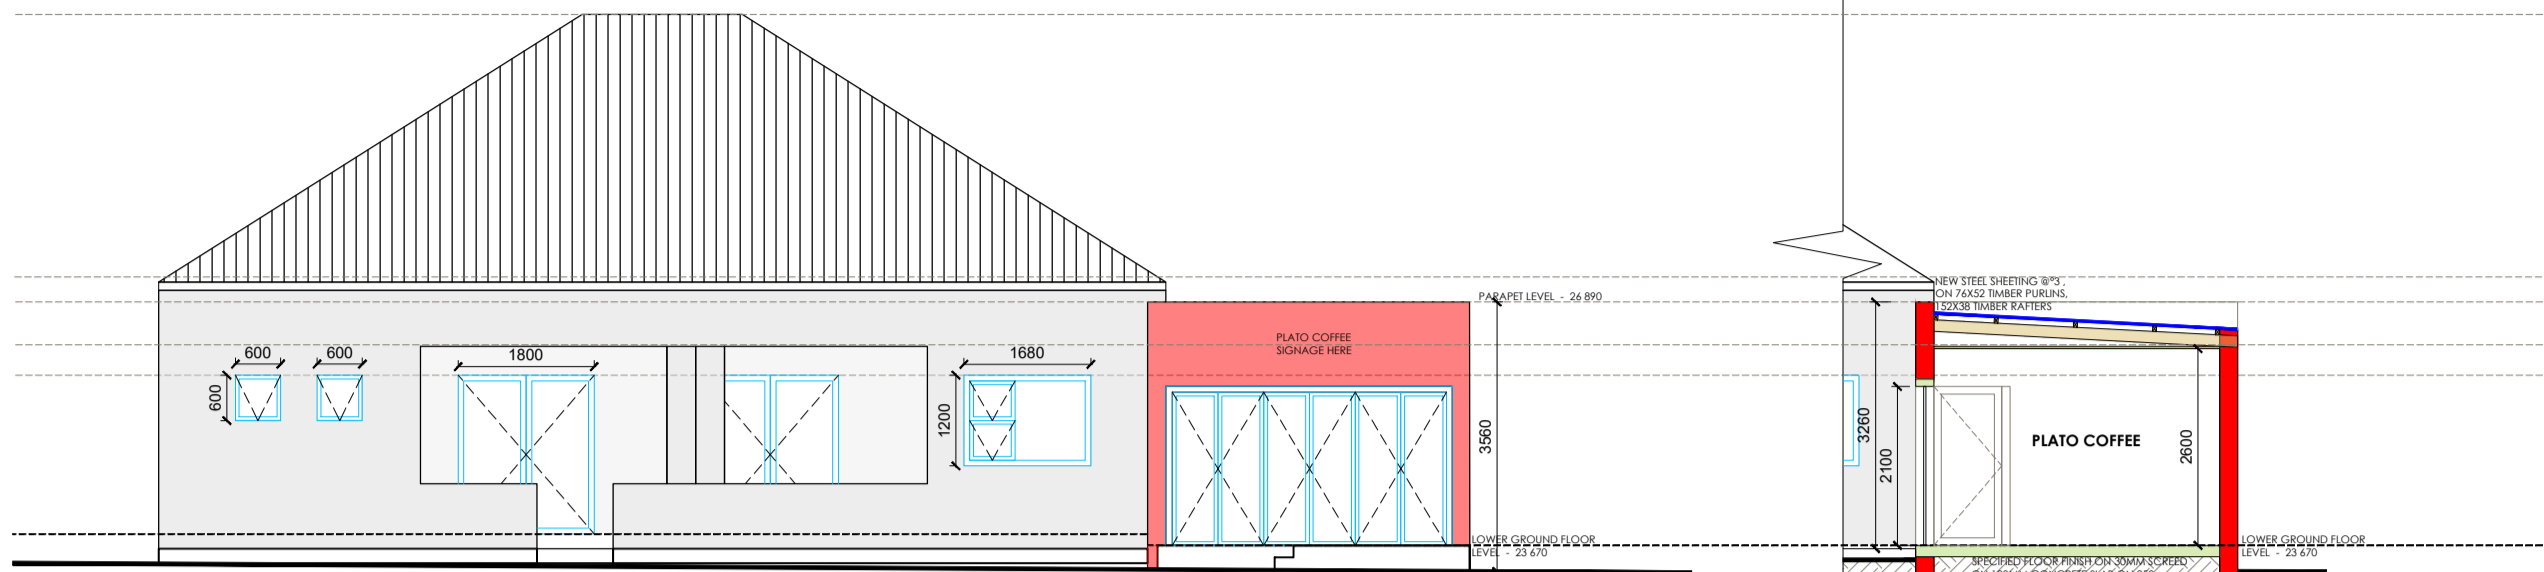 600
600
600
1800
1680
1200
PLATO COFFEE
SIGNAGE HERE
PARAPET LEVEL - 26 890
3560
LOWER GROUND FLOOR
LEVEL - 23 670
NEW STEEL SHEETING @°3 ,
ON 76X52 TIMBER PURLINS,
152X38 TIMBER RAFTERS
3260
2100
PLATO COFFEE
2600
LOWER GROUND FLOOR
LEVEL - 23 670
SPECIFIED FLOOR FINISH ON 30MM SCREED